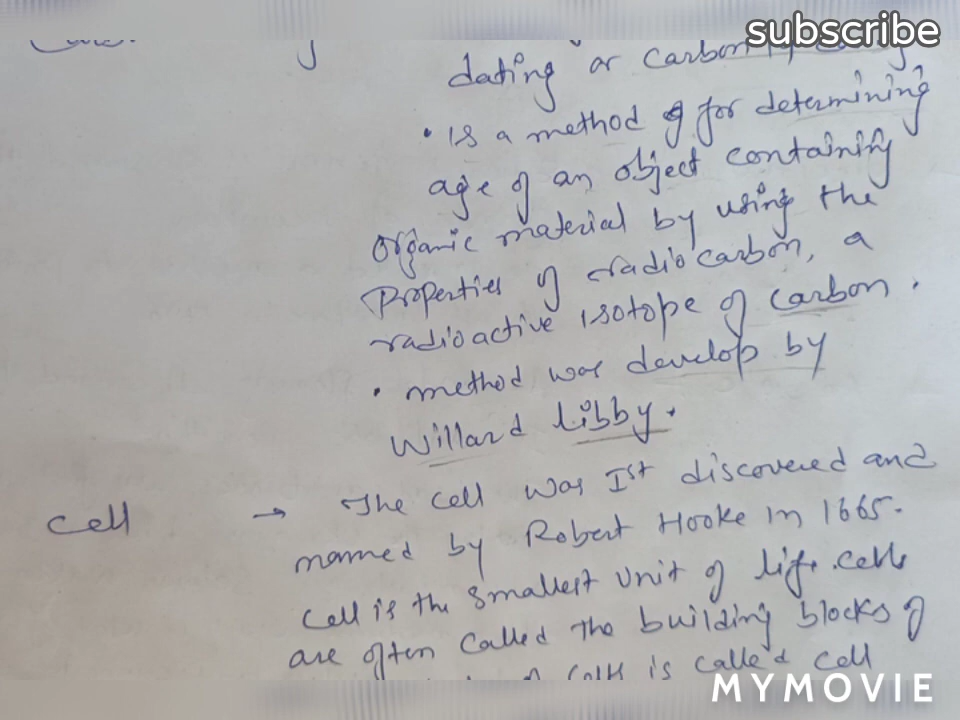 subscribe
dating or carbon
• is a method of for determining
age of an object containing
organic material by using the
properties of radiocarbon, a
radioactive isotope of carbon.
• method was develop by
Willard libby.
cell → The cell was Ist discovered and
named by Robert Hooke in 1665.
cell is the smallest unit of life. cells
are often called the building blocks of
is called cell
MYMOVIE